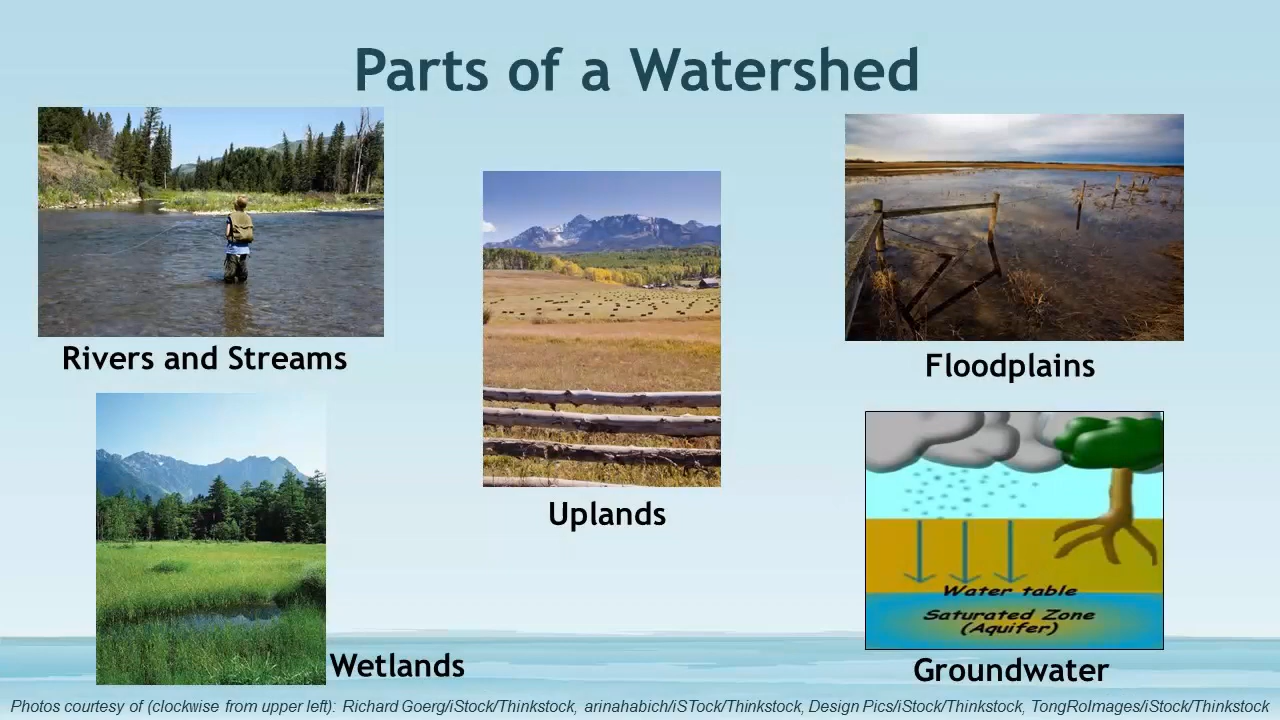 Parts of a Watershed
Rivers and Streams
Uplands
Floodplains
Wetlands
Water table
Saturated Zone
(Aquifer)
Groundwater
Photos courtesy of (clockwise from upper left): Richard Goerg/iStock/Thinkstock, arinahabich/iSTock/Thinkstock, Design Pics/iStock/Thinkstock, TongRoImages/iStock/Thinkstock